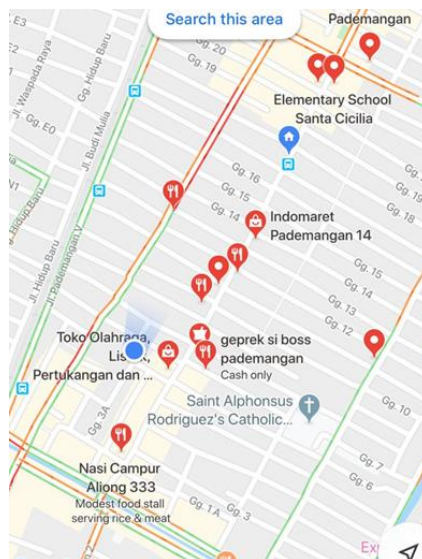 Search this area
Pademangan
Jl. Waspada Raya
Gg. Hidup Baru
Gg. 20
Gg. 19
Gg. E0
Jl. Budi Mulia
Elementary School
Santa Cicilia
Gg. 16
Gg. 15
Gg. 14
Indomaret
Pademangan 14
Gg. 19
Gg. 18
Jl. Hidup Baru
Jl. Pademangan V
Gg. 15
Gg. 14
Gg. 13
Gg. 12
Toko Olahraga,
Pertukangan dan ...
geprek si boss
pademangan
Cash only
Saint Alphonsus
Rodriguez's Catholic...
Gg. 10
Gg. 3A
Nasi Campur
Aliong 333
Modest food stall
serving rice & meat
Gg. 7
Gg. 6
Gg. 3
Gg. 1A